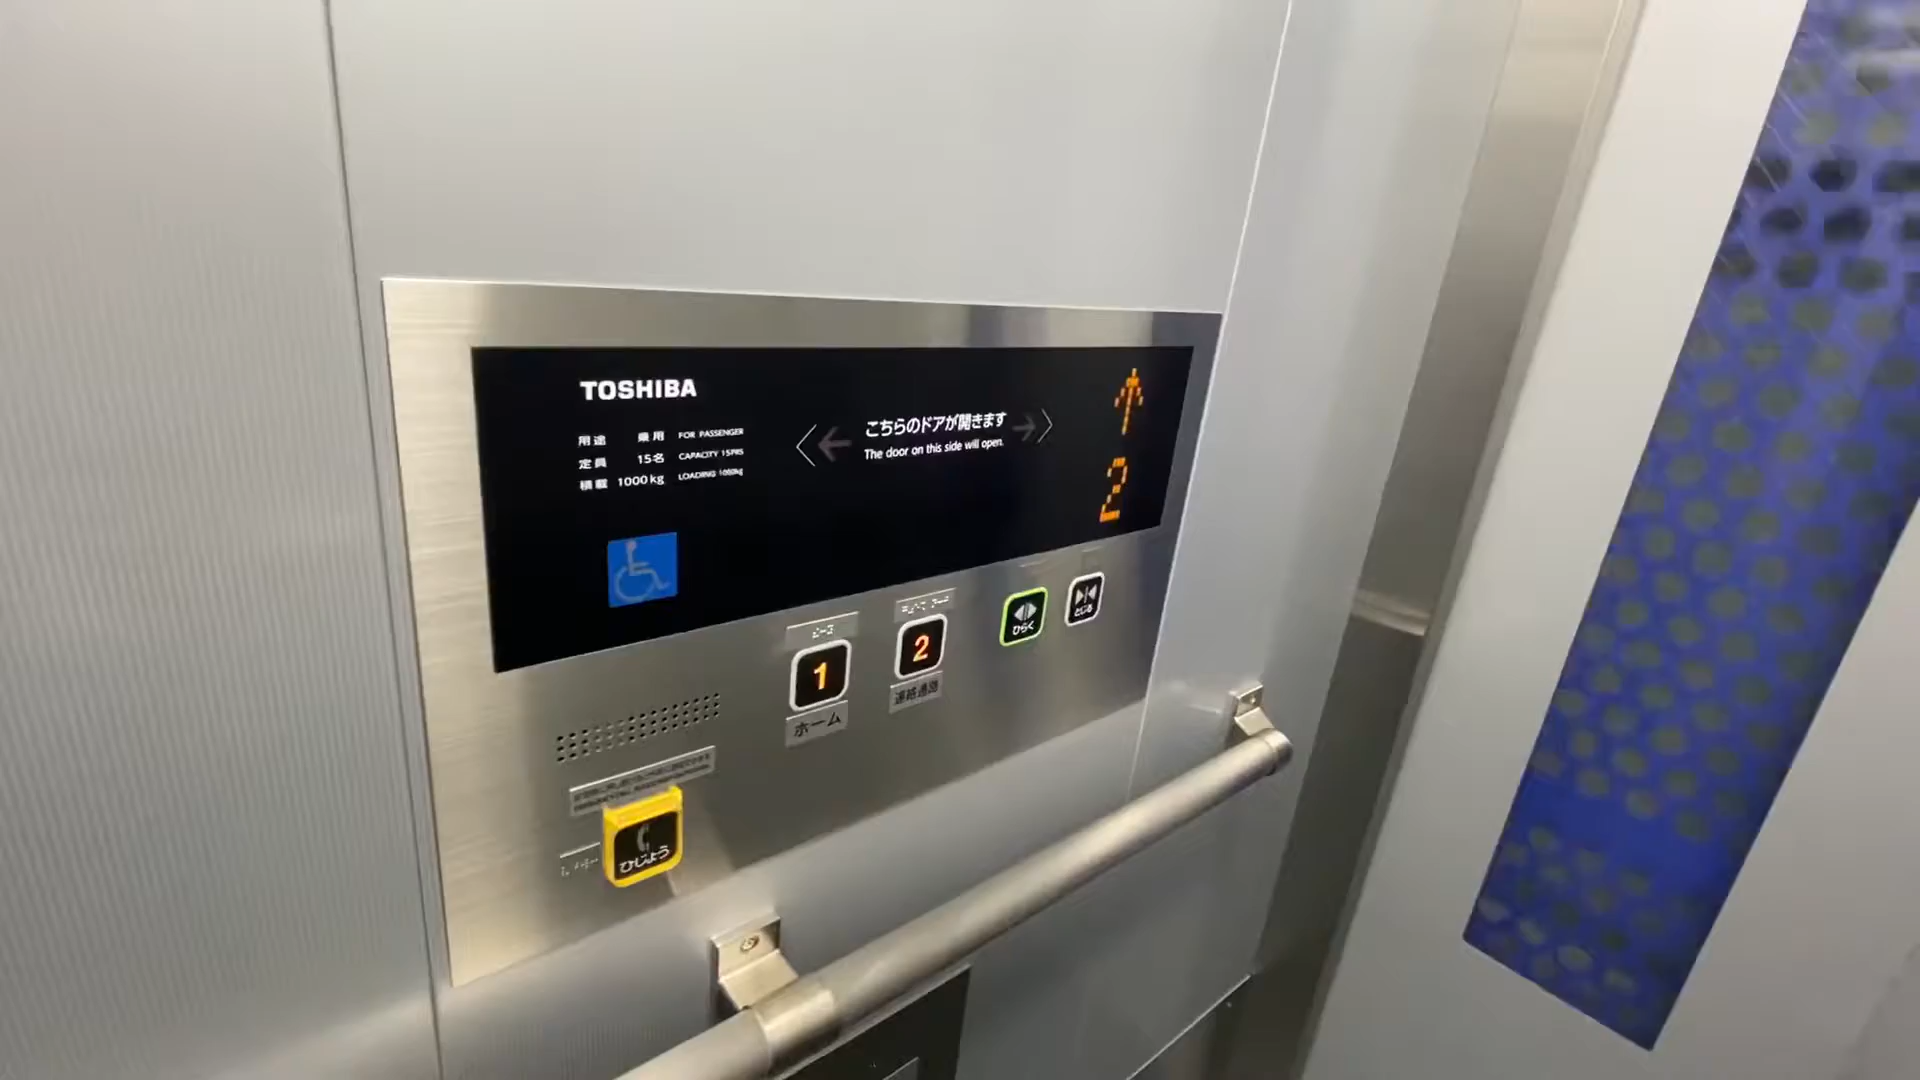 TOSHIBA
用途 乗用 FOR PASSENGER
定員 15名 CAPACITY 15PRS
積載 1000kg LOADING 1000kg
こちらのドアが開きます
The door on this side will open.
2
1
ホーム
2
連絡通路
ひらく
とじる
ひじょう